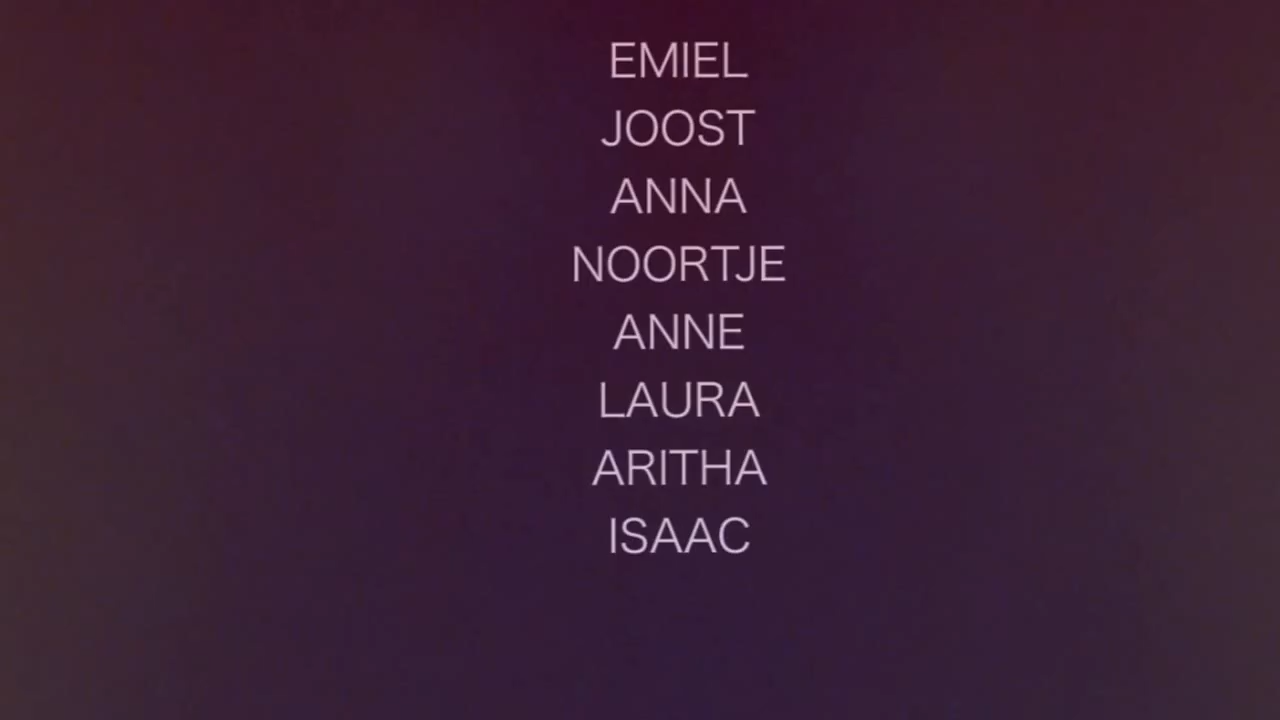 EMIEL
JOOST
ANNA
NOORTJE
ANNE
LAURA
ARITHA
ISAAC